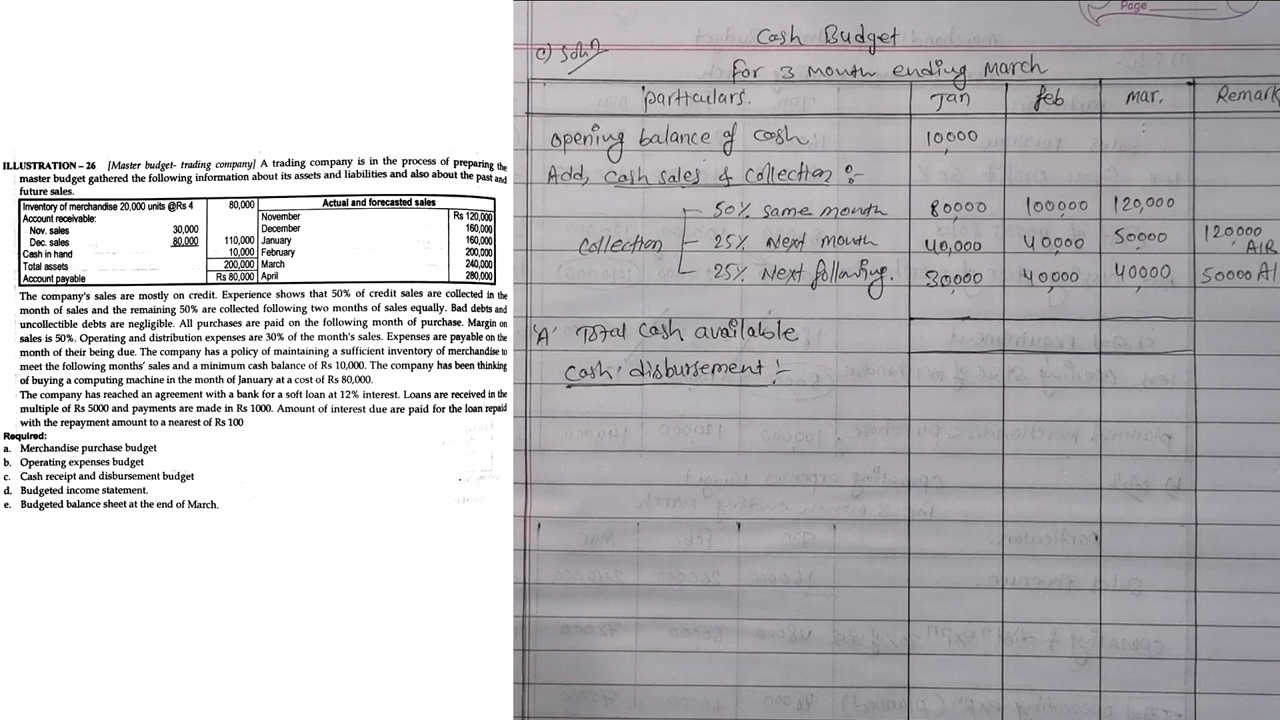 ILLUSTRATION – 26 [Master budget- trading company] A trading company is in the process of preparing the
master budget gathered the following information about its assets and liabilities and also about the past and
future sales.
Inventory of merchandise 20,000 units @Rs 4 80,000 Actual and forecasted sales
Account receivable: November Rs 120,000
Nov. sales 30,000 December 160,000
Dec. sales 80,000 110,000 January 160,000
Cash in hand 10,000 February 200,000
Total assets 200,000 March 240,000
Account payable Rs 80,000 April 280,000
The company's sales are mostly on credit. Experience shows that 50% of credit sales are collected in the
month of sales and the remaining 50% are collected following two months of sales equally. Bad debts and
uncollectible debts are negligible. All purchases are paid on the following month of purchase. Margin on
sales is 50%. Operating and distribution expenses are 30% of the month's sales. Expenses are payable on the
month of their being due. The company has a policy of maintaining a sufficient inventory of merchandise to
meet the following months' sales and a minimum cash balance of Rs 10,000. The company has been thinking
of buying a computing machine in the month of January at a cost of Rs 80,000.
The company has reached an agreement with a bank for a soft loan at 12% interest. Loans are received in the
multiple of Rs 5000 and payments are made in Rs 1000. Amount of interest due are paid for the loan repaid
with the repayment amount to a nearest of Rs 100
Required:
a. Merchandise purchase budget
b. Operating expenses budget
c. Cash receipt and disbursement budget
d. Budgeted income statement.
e. Budgeted balance sheet at the end of March.
Page
Cash Budget
c) Soln
For 3 month ending March
particulars. Jan feb mar. Remark
opening balance of cash 10,000
Add, cash sales & collection :-
50% same month 80,000 100,000 120,000
collection 25% Next month 40,000 40,000 50,000 120000 A/R
25% Next following. 30,000 40,000 40,000 50000 A/
'A' Total cash available
cash disbursement :-